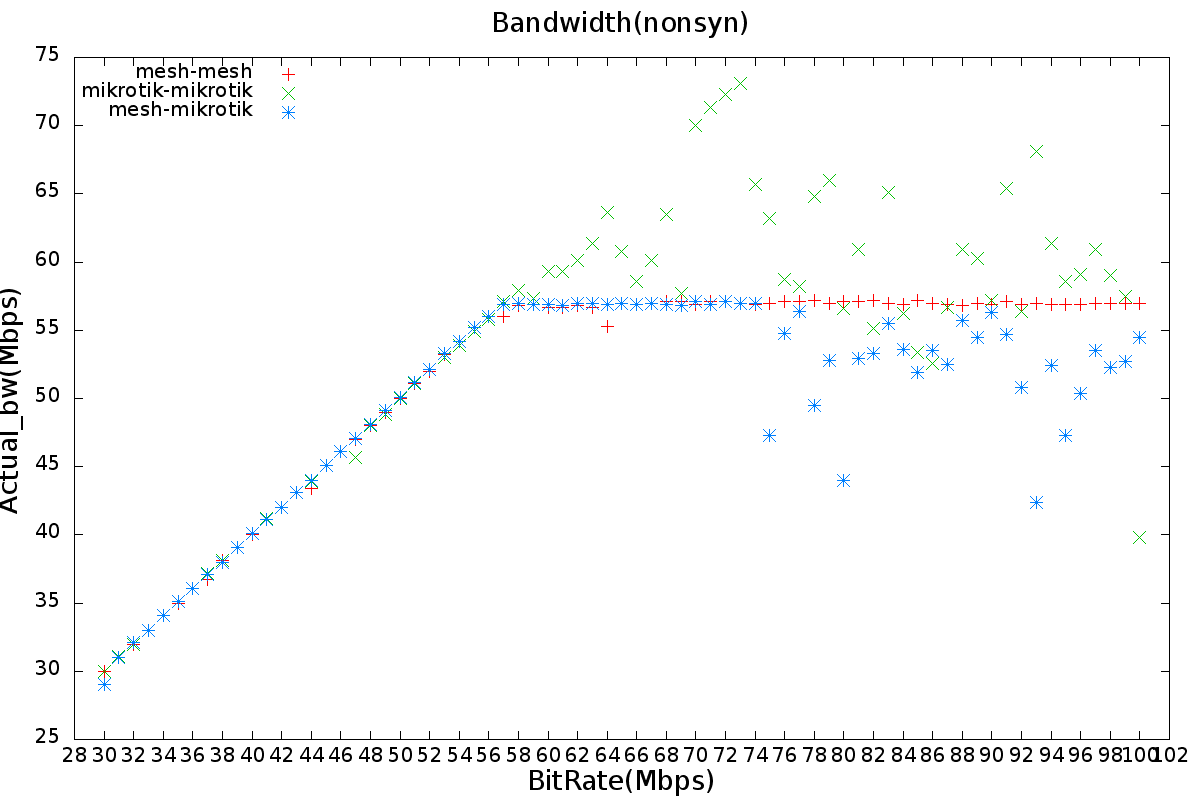 Bandwidth(nonsyn)
mesh-mesh
mikrotik-mikrotik
mesh-mikrotik
75
70
65
60
55
50
45
40
35
30
25
Actual_bw(Mbps)
28 30 32 34 36 38 40 42 44 46 48 50 52 54 56 58 60 62 64 66 68 70 72 74 76 78 80 82 84 86 88 90 92 94 96 98 100 102
BitRate(Mbps)